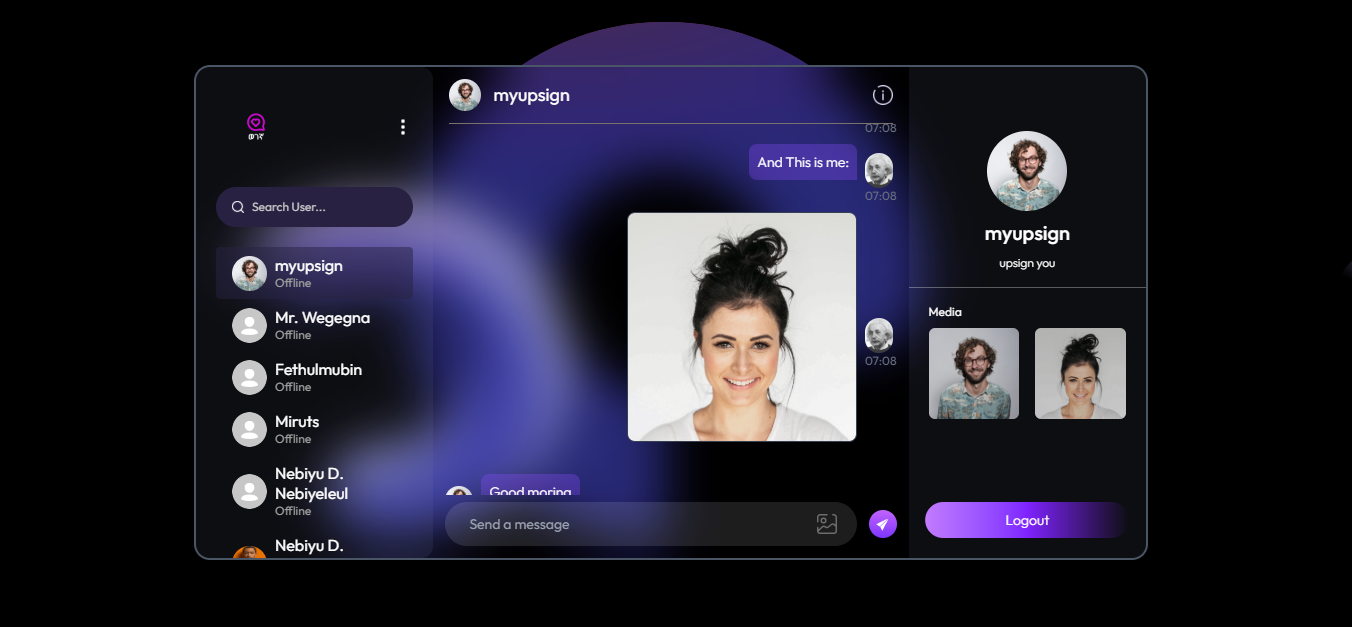 ወሬ
Search User...
myupsign
Offline
Mr. Wegegna
Offline
Fethulmubin
Offline
Miruts
Offline
Nebiyu D.
Nebiyeleul
Offline
Nebiyu D.
myupsign
07:08
And This is me:
07:08
07:08
Good moring
Send a message
myupsign
upsign you
Media
Logout